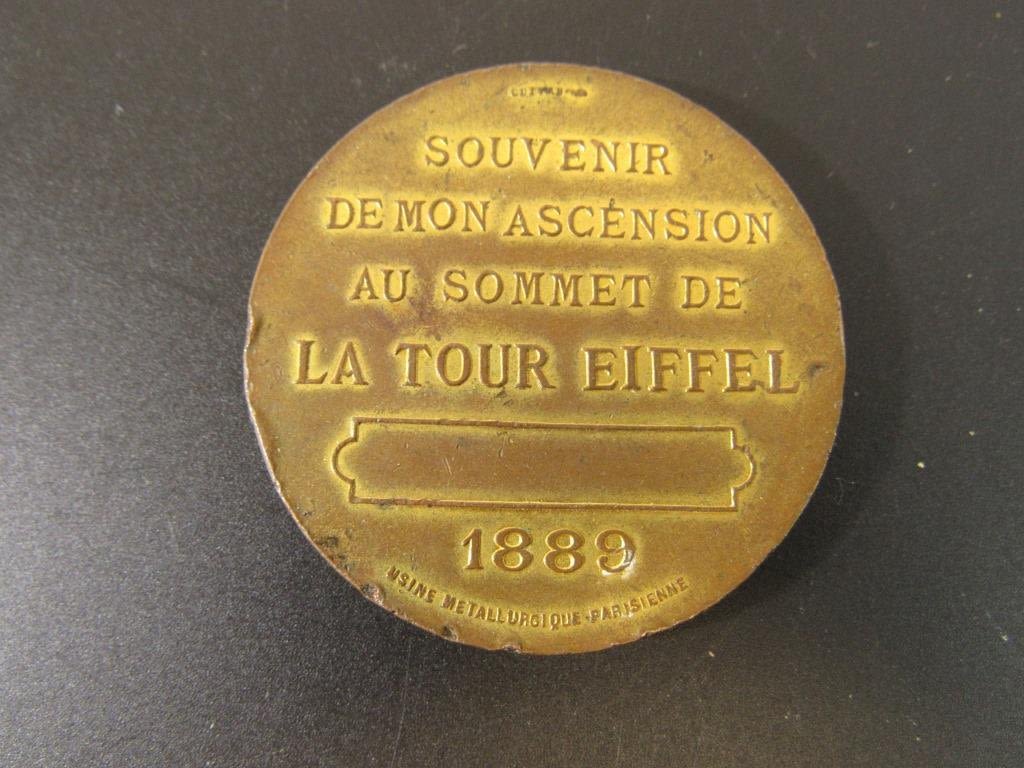 SOUVENIR
DE MON ASCENSION
AU SOMMET DE
LA TOUR EIFFEL
1889
USINE METALLURGIQUE · PARISIENNE